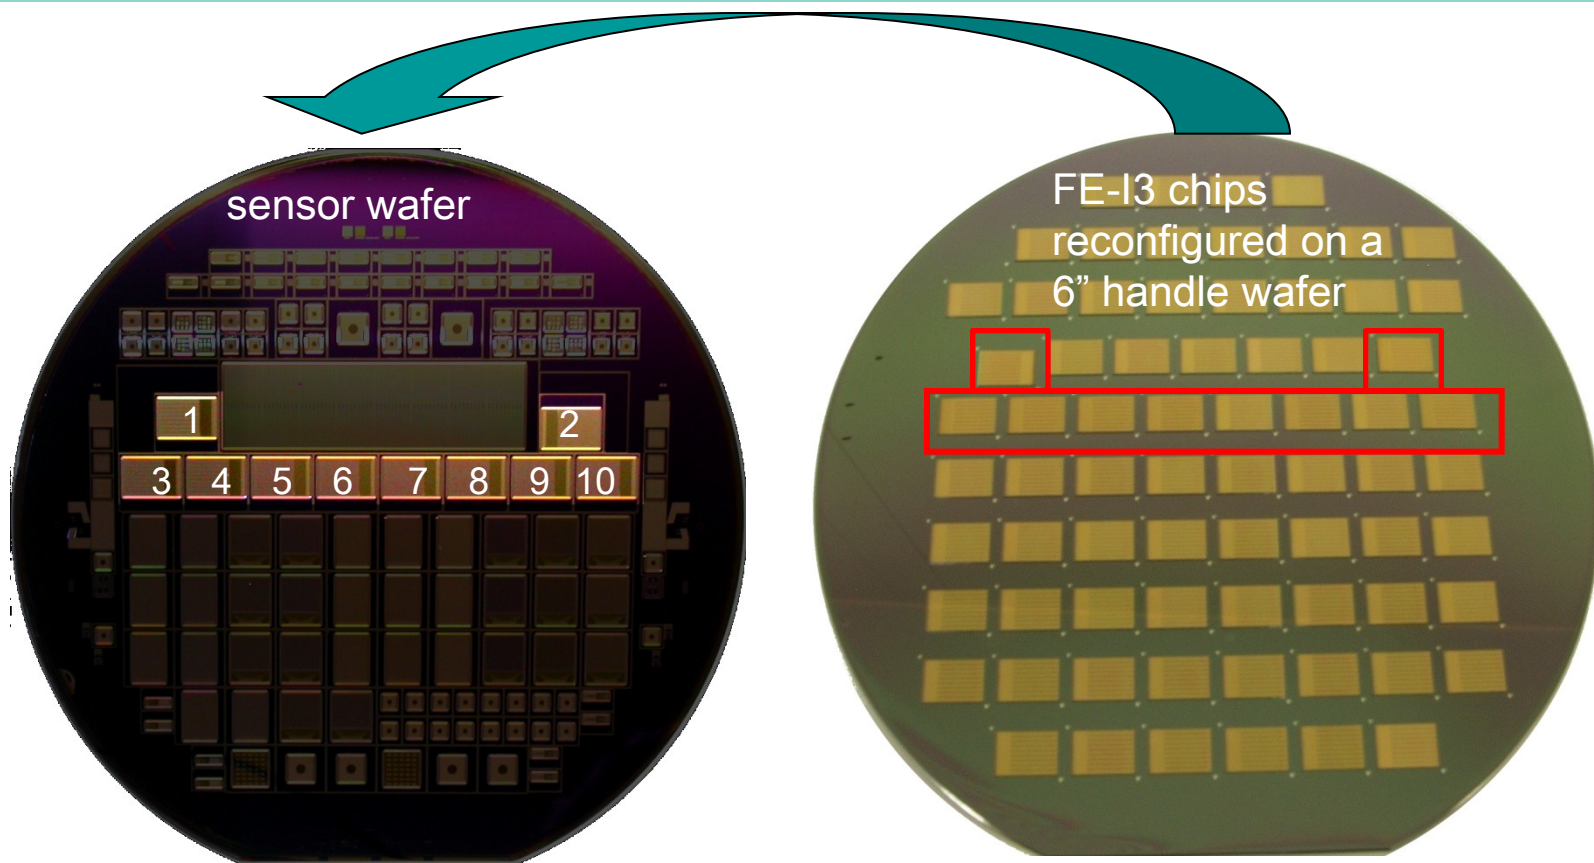 sensor wafer
FE-I3 chips
reconfigured on a
6” handle wafer
1
2
3 4 5 6 7 8 9 10